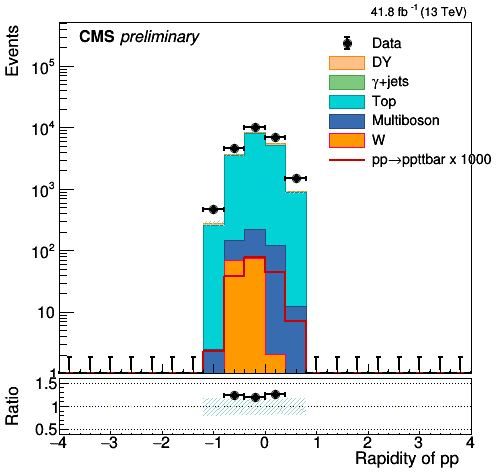 41.8 fb⁻¹ (13 TeV)
CMS preliminary
Events
Data
DY
γ+jets
Top
Multiboson
W
pp→ppttbar x 1000
10⁵
10⁴
10³
10²
10
1
Ratio
1.5
1
0.5
−4 −3 −2 −1 0 1 2 3 4
Rapidity of pp